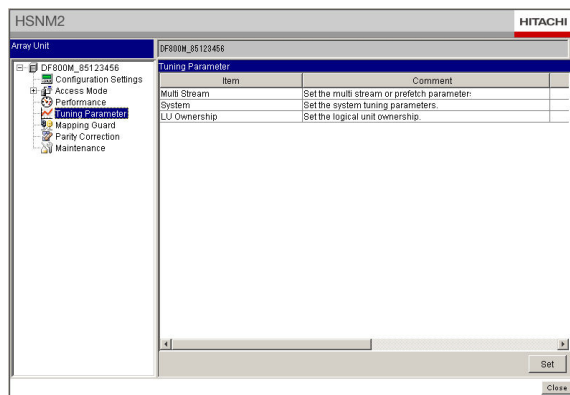 HSNM2
HITACHI
Array Unit
DF800M_85123456
DF800M_85123456
Configuration Settings
Access Mode
Performance
Tuning Parameter
Mapping Guard
Parity Correction
Maintenance
Tuning Parameter
Item Comment
Multi Stream Set the multi stream or prefetch parameter
System Set the system tuning parameters.
LU Ownership Set the logical unit ownership.
Set
Close